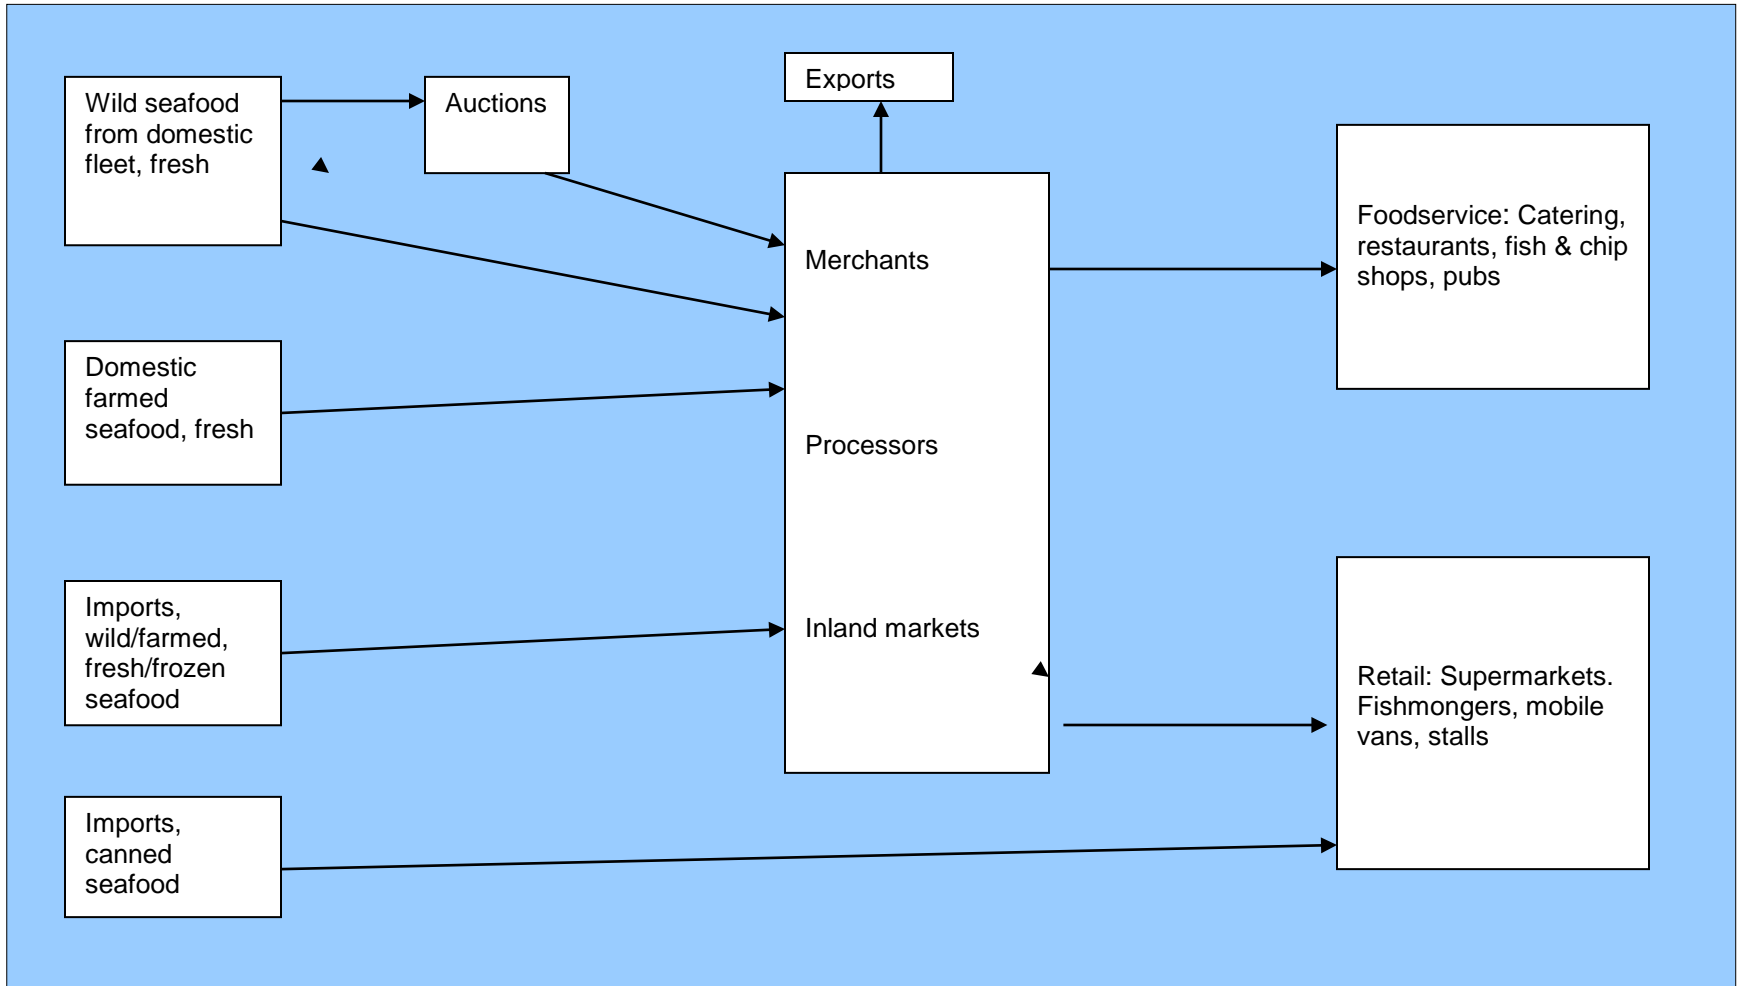 Wild seafood
from domestic
fleet, fresh
Auctions
Exports
Merchants
Processors
Inland markets
Foodservice: Catering,
restaurants, fish & chip
shops, pubs
Domestic
farmed
seafood, fresh
Imports,
wild/farmed,
fresh/frozen
seafood
Retail: Supermarkets.
Fishmongers, mobile
vans, stalls
Imports,
canned
seafood